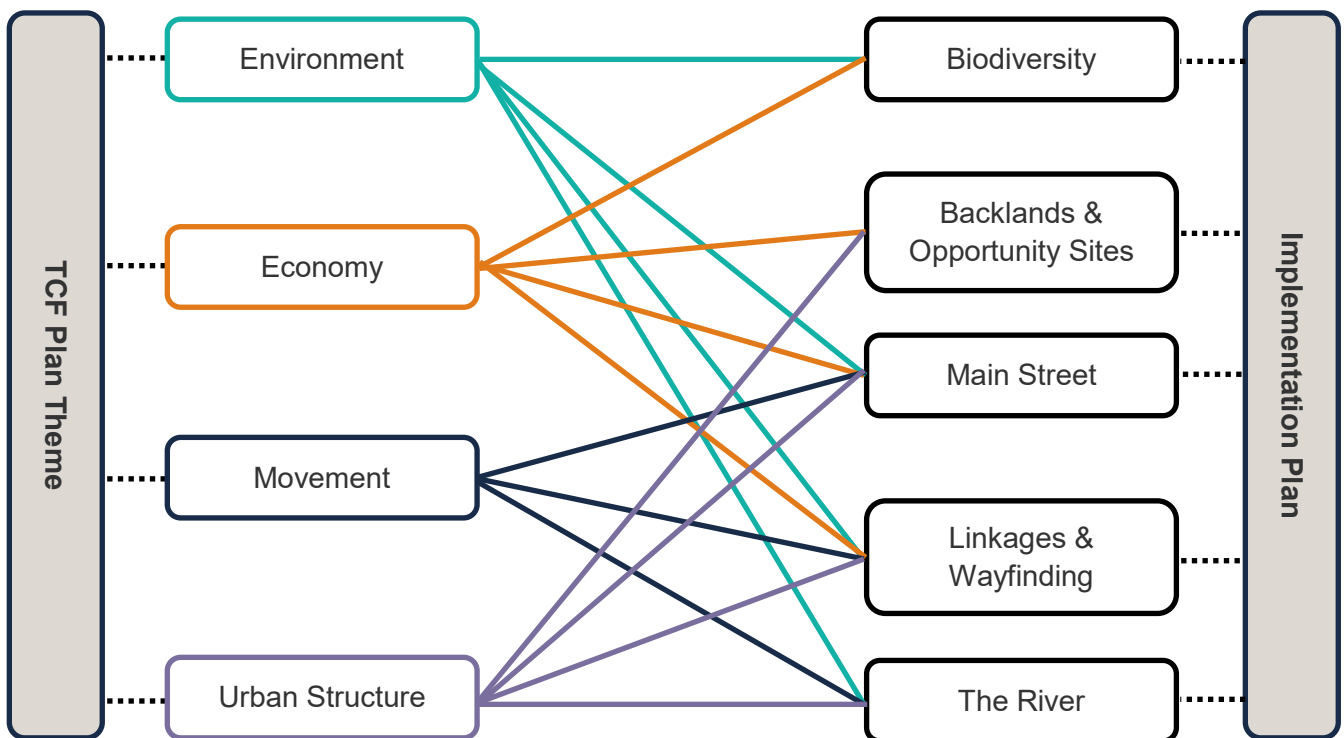 TCF Plan Theme
Environment
Economy
Movement
Urban Structure
Biodiversity
Backlands &
Opportunity Sites
Main Street
Linkages &
Wayfinding
The River
Implementation Plan